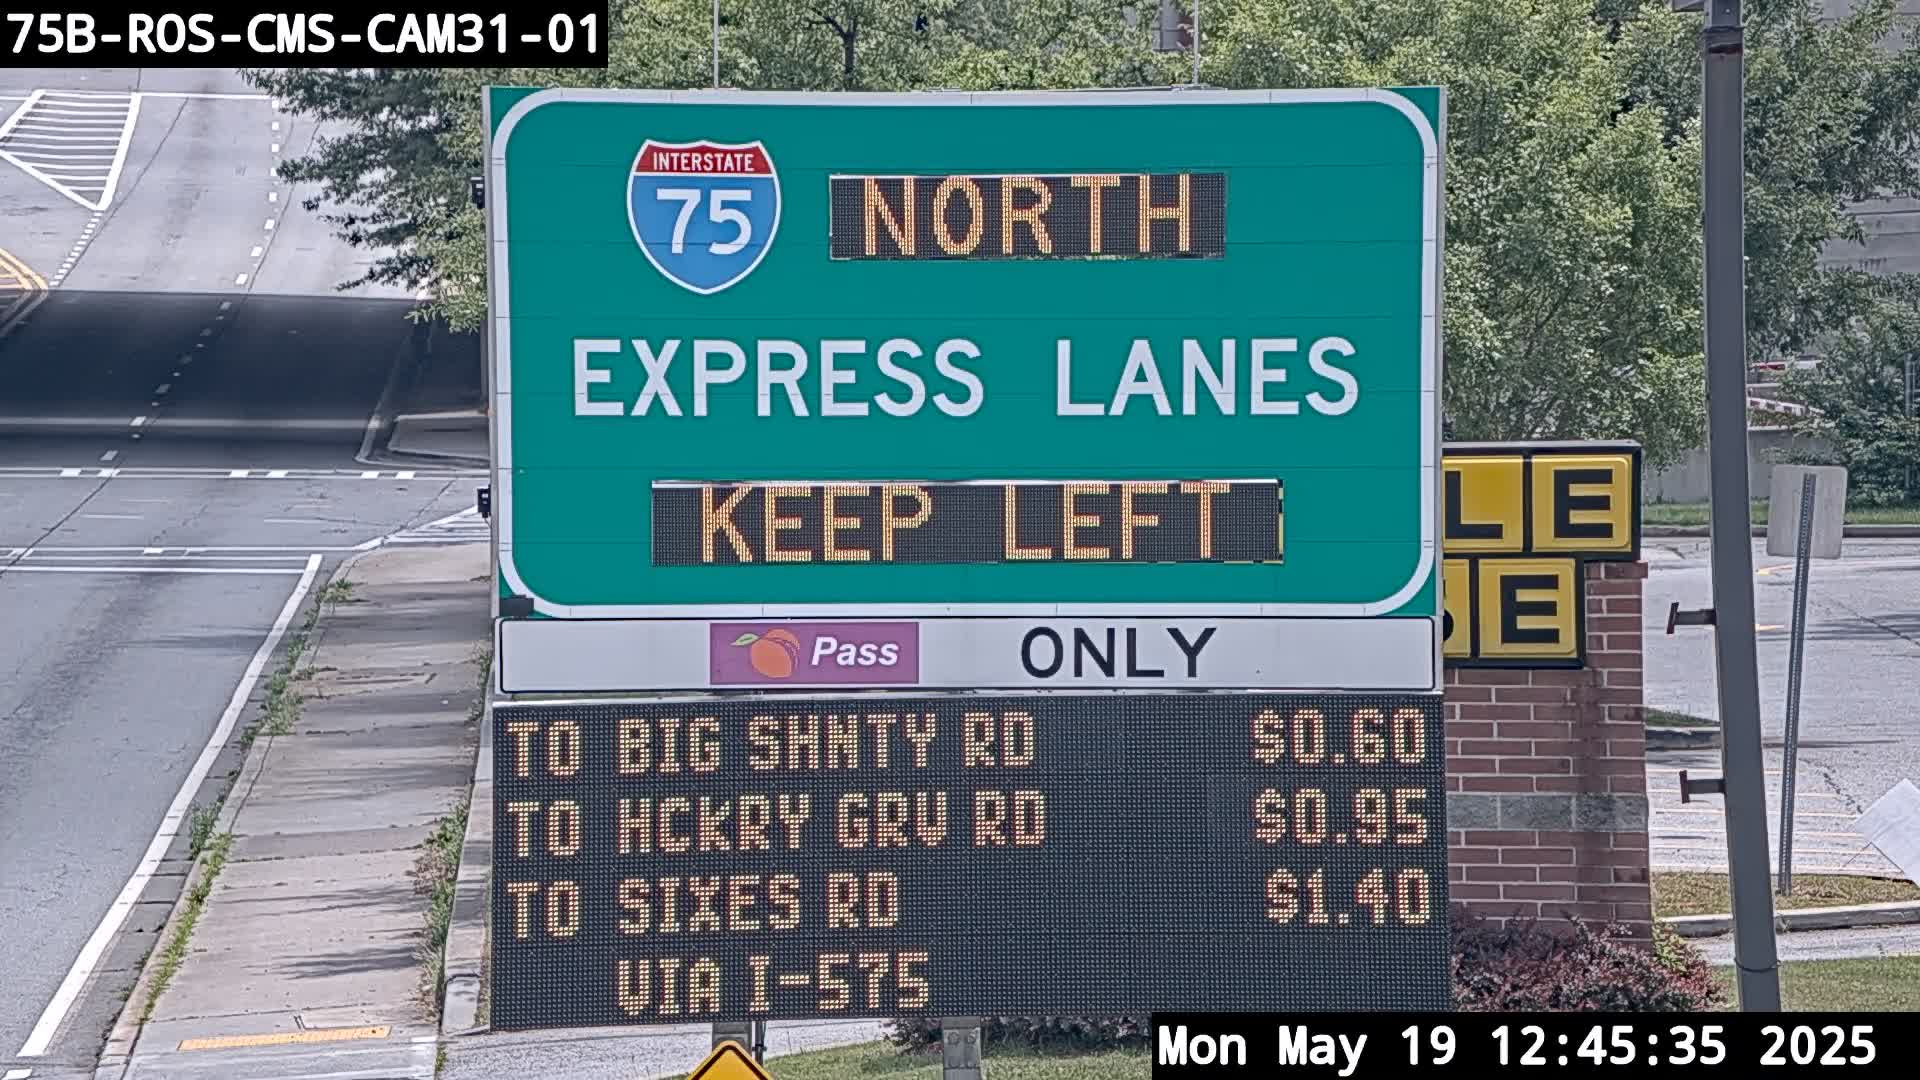 75B-ROS-CMS-CAM31-01
INTERSTATE
75
NORTH
EXPRESS LANES
KEEP LEFT
Pass ONLY
TO BIG SHNTY RD $0.60
TO HCKRY GRV RD $0.95
TO SIXES RD $1.40
VIA I-575
LE
E
Mon May 19 12:45:35 2025